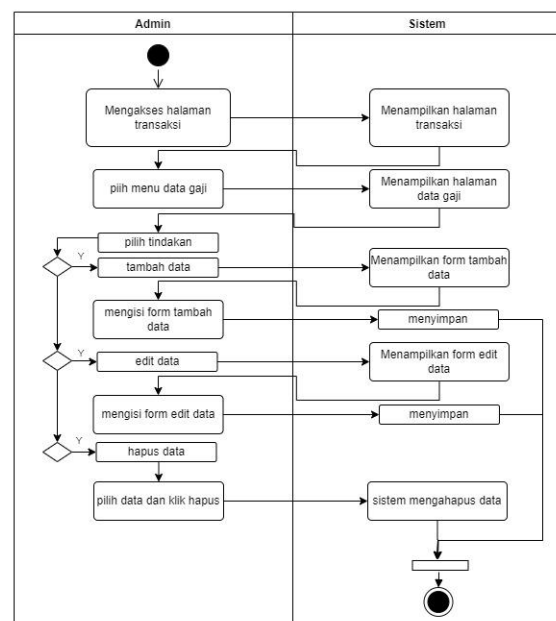 Admin
Sistem
Mengakses halaman
transaksi
Menampilkan halaman
transaksi
piih menu data gaji
Menampilkan halaman
data gaji
pilih tindakan
Y
tambah data
Menampilkan form tambah
data
mengisi form tambah
data
menyimpan
Y
edit data
Menampilkan form edit
data
mengisi form edit data
menyimpan
Y
hapus data
pilih data dan klik hapus
sistem mengahapus data